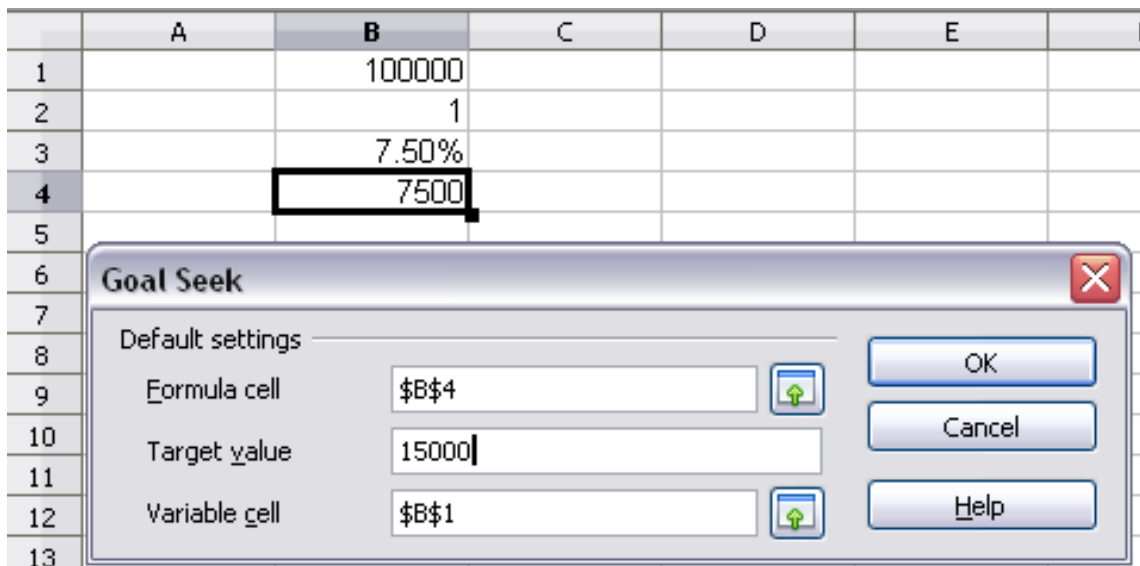 A B C D E
1 100000
2 1
3 7.50%
4 7500
5
6
7
8
9
10
11
12
13
Goal Seek
Default settings
Formula cell $B$4
Target value 15000
Variable cell $B$1
OK
Cancel
Help